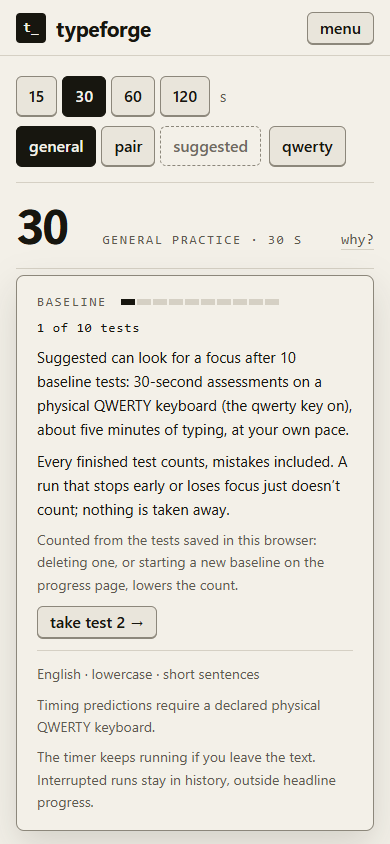 t_ typeforge menu
15 30 60 120 s
general pair suggested qwerty
30 GENERAL PRACTICE · 30 S why?
BASELINE
1 of 10 tests
Suggested can look for a focus after 10
baseline tests: 30-second assessments on a
physical QWERTY keyboard (the qwerty key on),
about five minutes of typing, at your own pace.
Every finished test counts, mistakes included. A
run that stops early or loses focus just doesn't
count; nothing is taken away.
Counted from the tests saved in this browser:
deleting one, or starting a new baseline on the
progress page, lowers the count.
take test 2 →
English · lowercase · short sentences
Timing predictions require a declared physical
QWERTY keyboard.
The timer keeps running if you leave the text.
Interrupted runs stay in history, outside headline
progress.